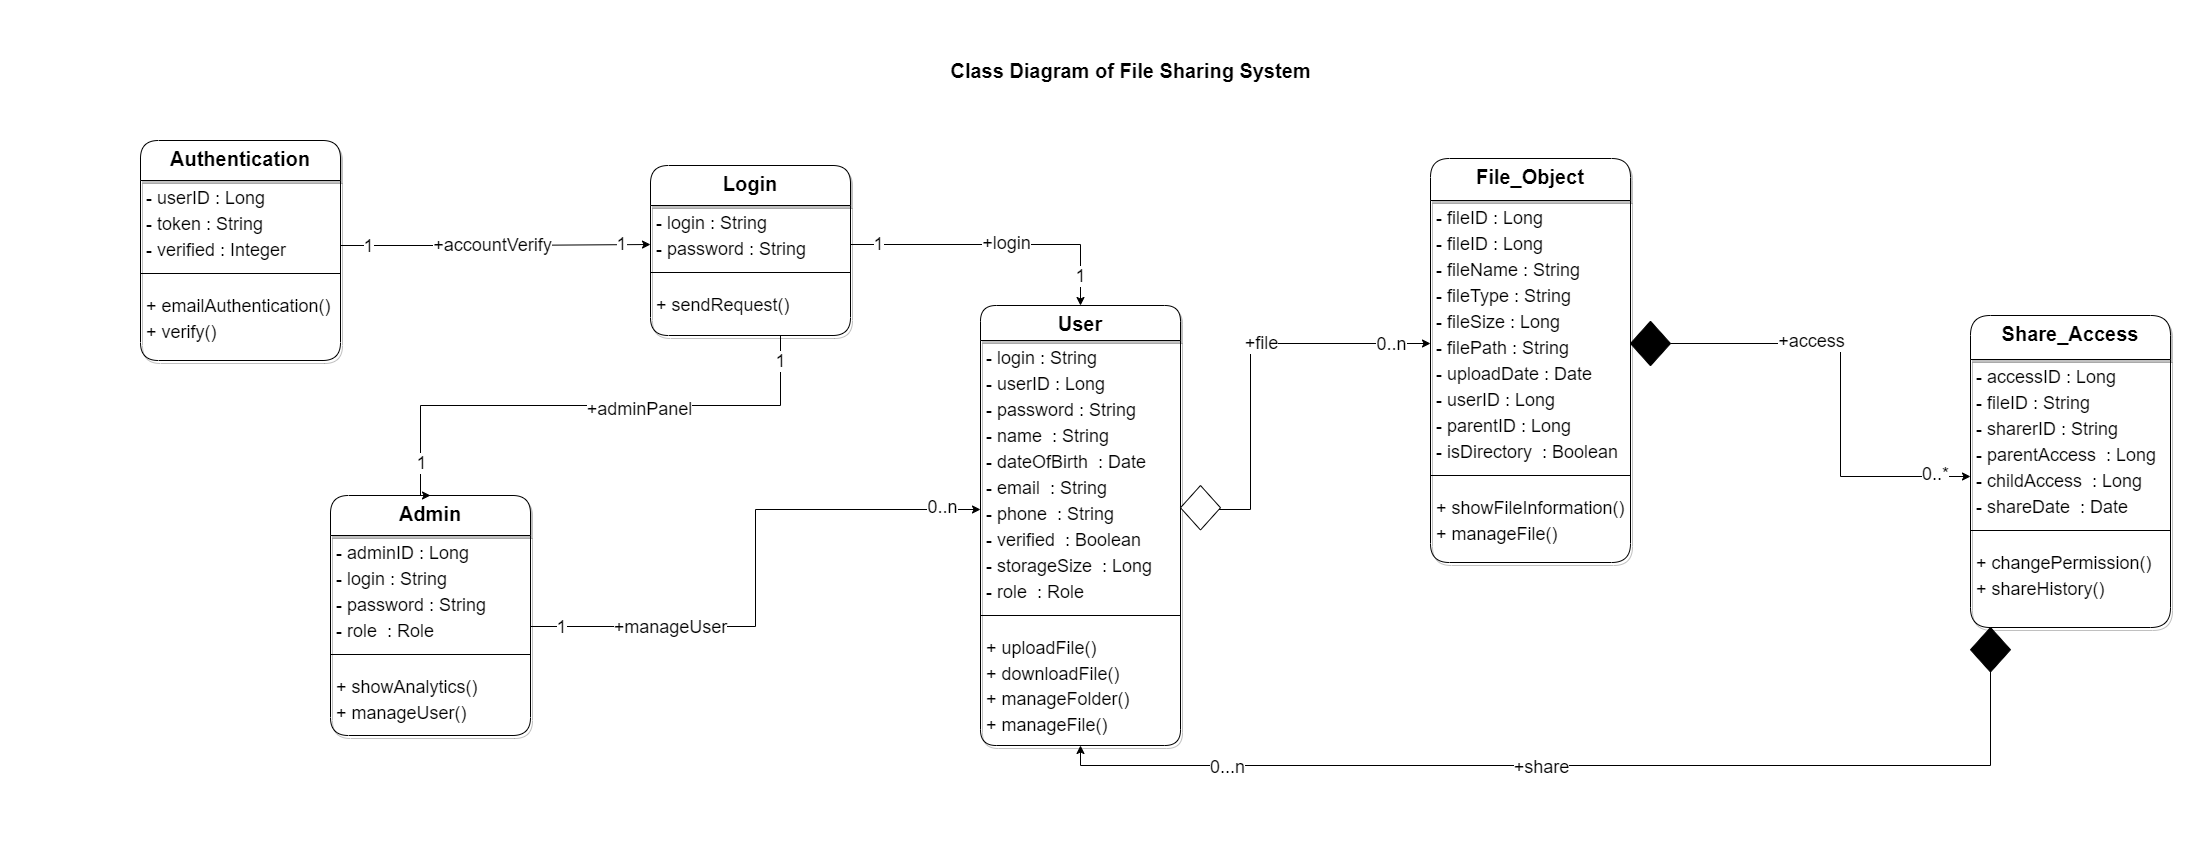 Class Diagram of File Sharing System
Authentication
- userID : Long
- token : String
- verified : Integer
+ emailAuthentication()
+ verify()
1
+accountVerify
1
Login
- login : String
- password : String
+ sendRequest()
1
+login
1
1
+adminPanel
1
Admin
- adminID : Long
- login : String
- password : String
- role : Role
+ showAnalytics()
+ manageUser()
1
+manageUser
0..n
User
- login : String
- userID : Long
- password : String
- name : String
- dateOfBirth : Date
- email : String
- phone : String
- verified : Boolean
- storageSize : Long
- role : Role
+ uploadFile()
+ downloadFile()
+ manageFolder()
+ manageFile()
+file
0..n
File_Object
- fileID : Long
- fileID : Long
- fileName : String
- fileType : String
- fileSize : Long
- filePath : String
- uploadDate : Date
- userID : Long
- parentID : Long
- isDirectory : Boolean
+ showFileInformation()
+ manageFile()
+access
0..*
Share_Access
- accessID : Long
- fileID : String
- sharerID : String
- parentAccess : Long
- childAccess : Long
- shareDate : Date
+ changePermission()
+ shareHistory()
0...n
+share